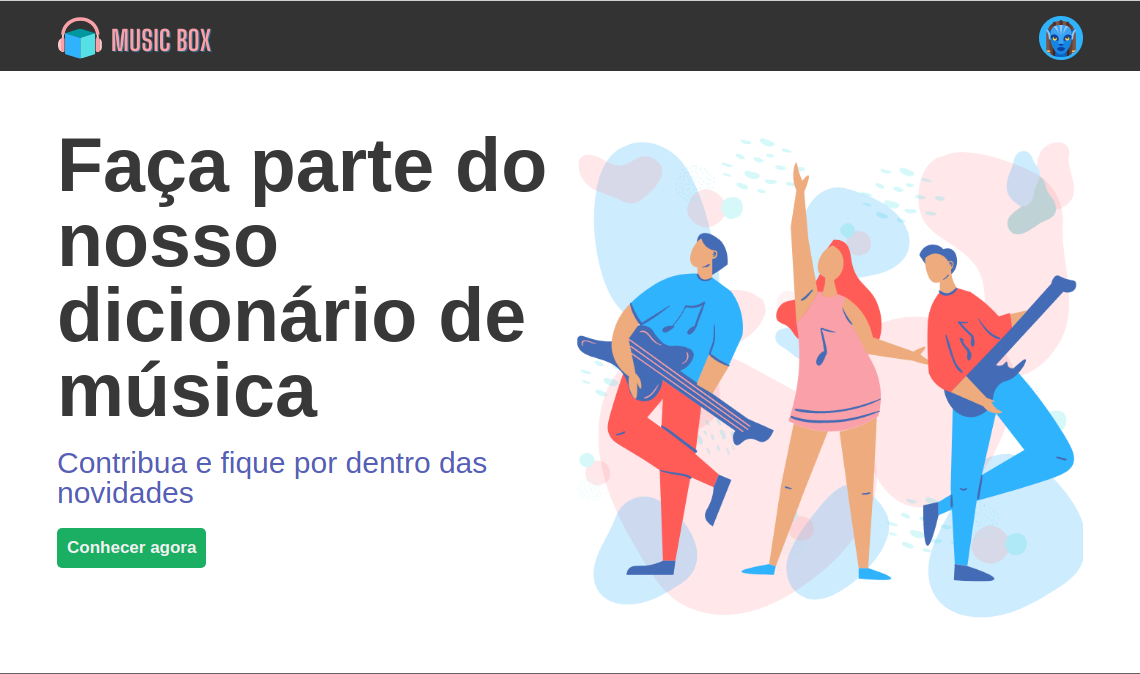 MUSIC BOX
Faça parte do
nosso
dicionário de
música
Contribua e fique por dentro das
novidades
Conhecer agora